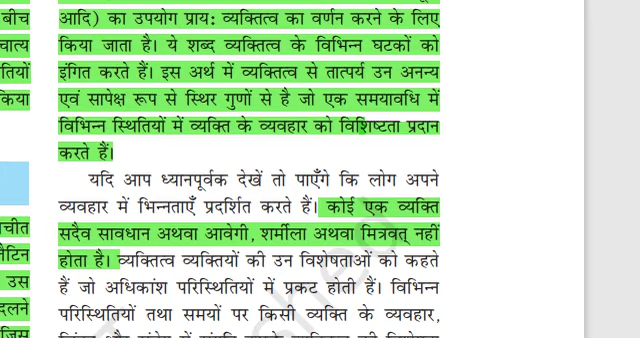 बीच
चात्य
तियों
किया
चीत
लैटिन
उस
दलने
जिस
आदि) का उपयोग प्राय: व्यक्तित्व का वर्णन करने के लिए
किया जाता है। ये शब्द व्यक्तित्व के विभिन्न घटकों को
इंगित करते हैं। इस अर्थ में व्यक्तित्व से तात्पर्य उन अनन्य
एवं सापेक्ष रूप से स्थिर गुणों से है जो एक समयावधि में
विभिन्न स्थितियों में व्यक्ति के व्यवहार को विशिष्टता प्रदान
करते हैं।
यदि आप ध्यानपूर्वक देखें तो पाएँगे कि लोग अपने
व्यवहार में भिन्नताएँ प्रदर्शित करते हैं। कोई एक व्यक्ति
सदैव सावधान अथवा आवेगी, शर्मीला अथवा मित्रवत् नहीं
होता है। व्यक्तित्व व्यक्तियों की उन विशेषताओं को कहते
हैं जो अधिकांश परिस्थितियों में प्रकट होती हैं। विभिन्न
परिस्थितियों तथा समयों पर किसी व्यक्ति के व्यवहार,